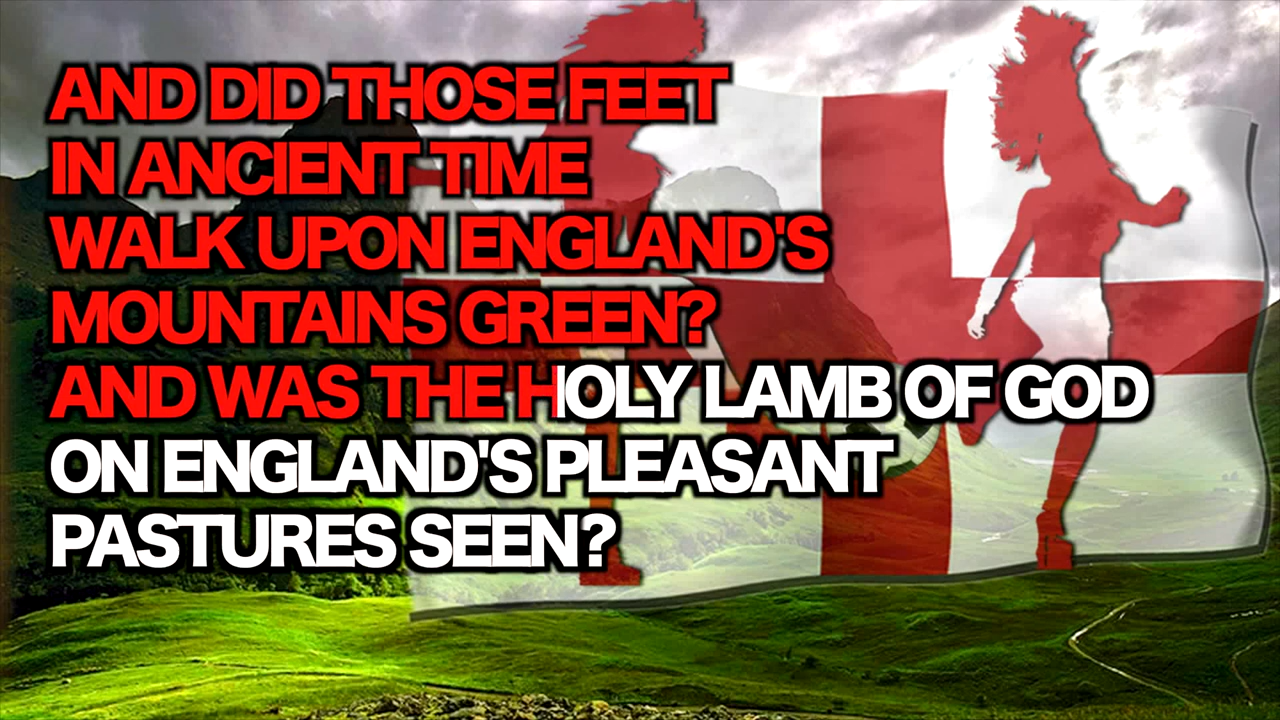 AND DID THOSE FEET
IN ANCIENT TIME
WALK UPON ENGLAND'S
MOUNTAINS GREEN?
AND WAS THE HOLY LAMB OF GOD
ON ENGLAND'S PLEASANT
PASTURES SEEN?